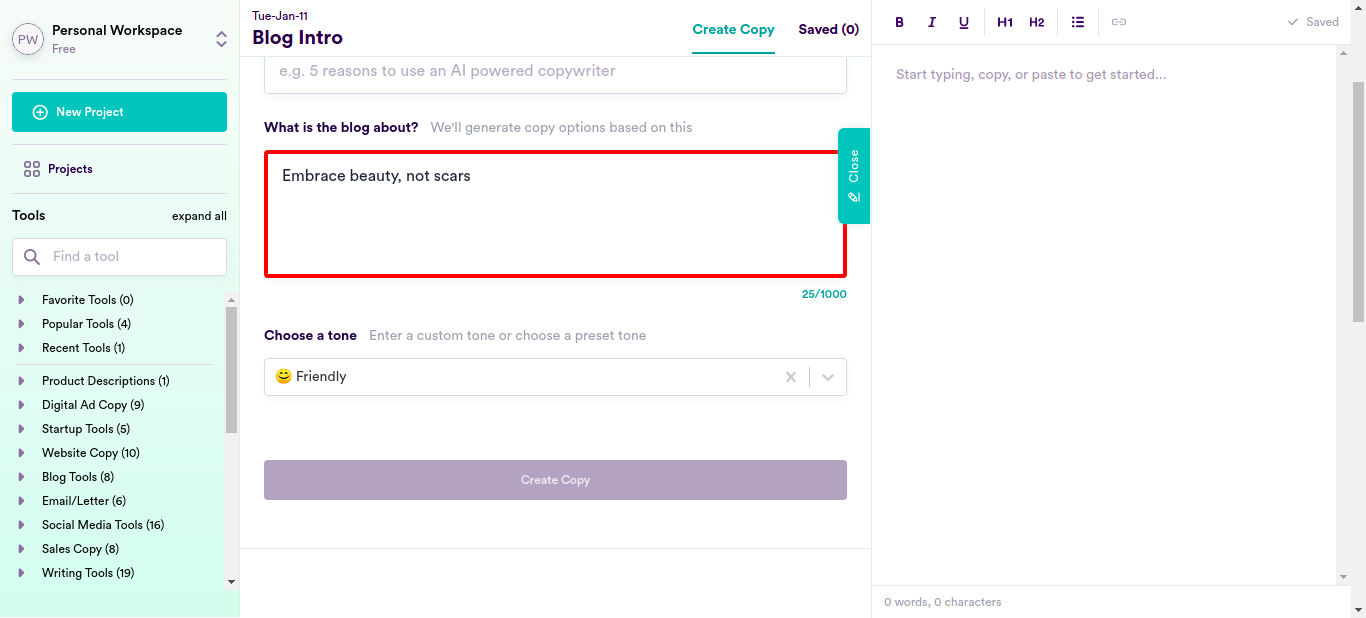 PW
Personal Workspace
Free
New Project
Projects
Tools
expand all
Find a tool
Favorite Tools (0)
Popular Tools (4)
Recent Tools (1)
Product Descriptions (1)
Digital Ad Copy (9)
Startup Tools (5)
Website Copy (10)
Blog Tools (8)
Email/Letter (6)
Social Media Tools (16)
Sales Copy (8)
Writing Tools (19)
Tue-Jan-11
Blog Intro
Create Copy
Saved (0)
e.g. 5 reasons to use an AI powered copywriter
What is the blog about? We'll generate copy options based on this
Embrace beauty, not scars
25/1000
Close
Choose a tone Enter a custom tone or choose a preset tone
😊 Friendly
Create Copy
B I U H1 H2
Saved
Start typing, copy, or paste to get started...
0 words, 0 characters